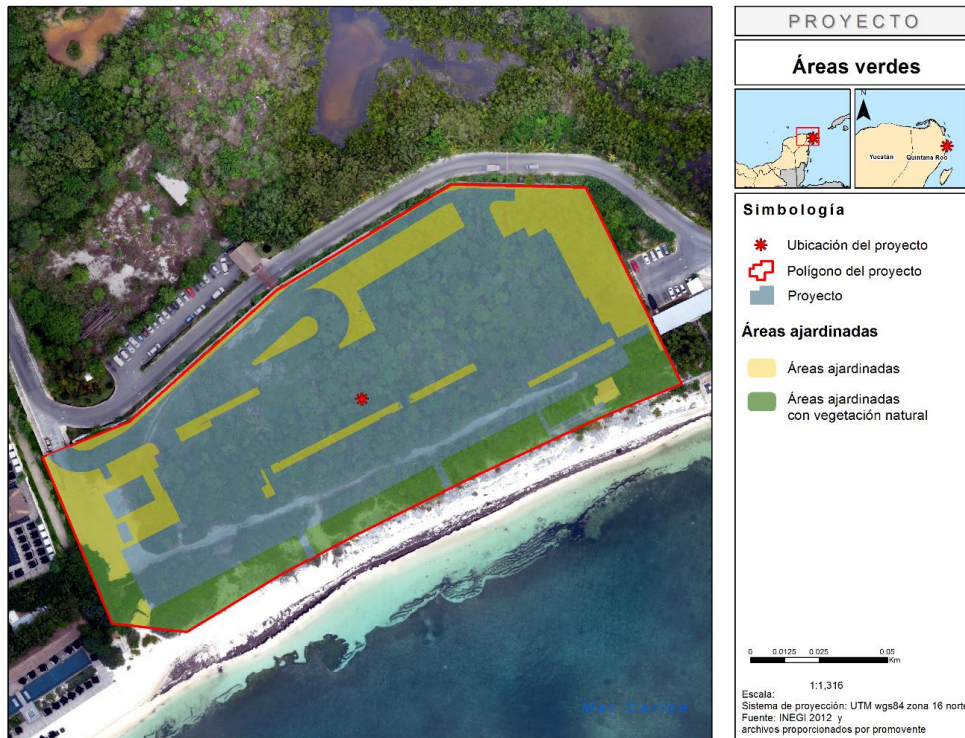 PROYECTO
Áreas verdes
N
Yucatán
Quintana Roo
Simbología
Ubicación del proyecto
Polígono del proyecto
Proyecto
Áreas ajardinadas
Áreas ajardinadas
Áreas ajardinadas
con vegetación natural
0 0.0125 0.025 0.05
Km
1:1,316
Escala:
Sistema de proyección: UTM wgs84 zona 16 norte
Fuente: INEGI 2012 y
archivos proporcionados por promovente
Mar Caribe